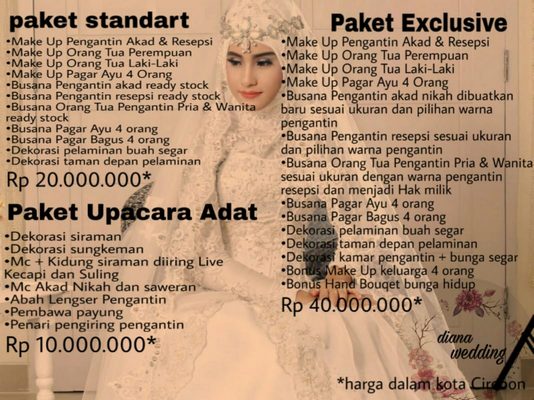 paket standart
•Make Up Pengantin Akad & Resepsi
•Make Up Orang Tua Perempuan
•Make Up Orang Tua Laki-Laki
•Make Up Pagar Ayu 4 Orang
•Busana Pengantin akad ready stock
•Busana Pengantin resepsi ready stock
•Busana Orang Tua Pengantin Pria & Wanita
ready stock
•Busana Pagar Ayu 4 orang
•Busana Pagar Bagus 4 orang
•Dekorasi pelaminan buah segar
•Dekorasi taman depan pelaminan
Rp 20.000.000*
Paket Upacara Adat
•Dekorasi siraman
•Dekorasi sungkeman
•Mc + Kidung siraman diiring Live
Kecapi dan Suling
•Mc Akad Nikah dan saweran
•Abah Lengser Pengantin
•Pembawa payung
•Penari pengiring pengantin
Rp 10.000.000*
Paket Exclusive
•Make Up Pengantin Akad & Resepsi
•Make Up Orang Tua Perempuan
•Make Up Orang Tua Laki-Laki
•Make Up Pagar Ayu 4 Orang
•Busana Pengantin akad nikah dibuatkan
baru sesuai ukuran dan pilihan warna
pengantin
•Busana Pengantin resepsi sesuai ukuran
dan pilihan warna pengantin
•Busana Orang Tua Pengantin Pria & Wanita
sesuai ukuran dengan warna pengantin
resepsi dan menjadi Hak milik
•Busana Pagar Ayu 4 orang
•Busana Pagar Bagus 4 orang
•Dekorasi pelaminan buah segar
•Dekorasi taman depan pelaminan
•Dekorasi kamar pengantin + bunga segar
•Bonus Make Up keluarga 4 orang
•Bonus Hand Bouqet bunga hidup
Rp 40.000.000*
diana
wedding
*harga dalam kota Cirebon